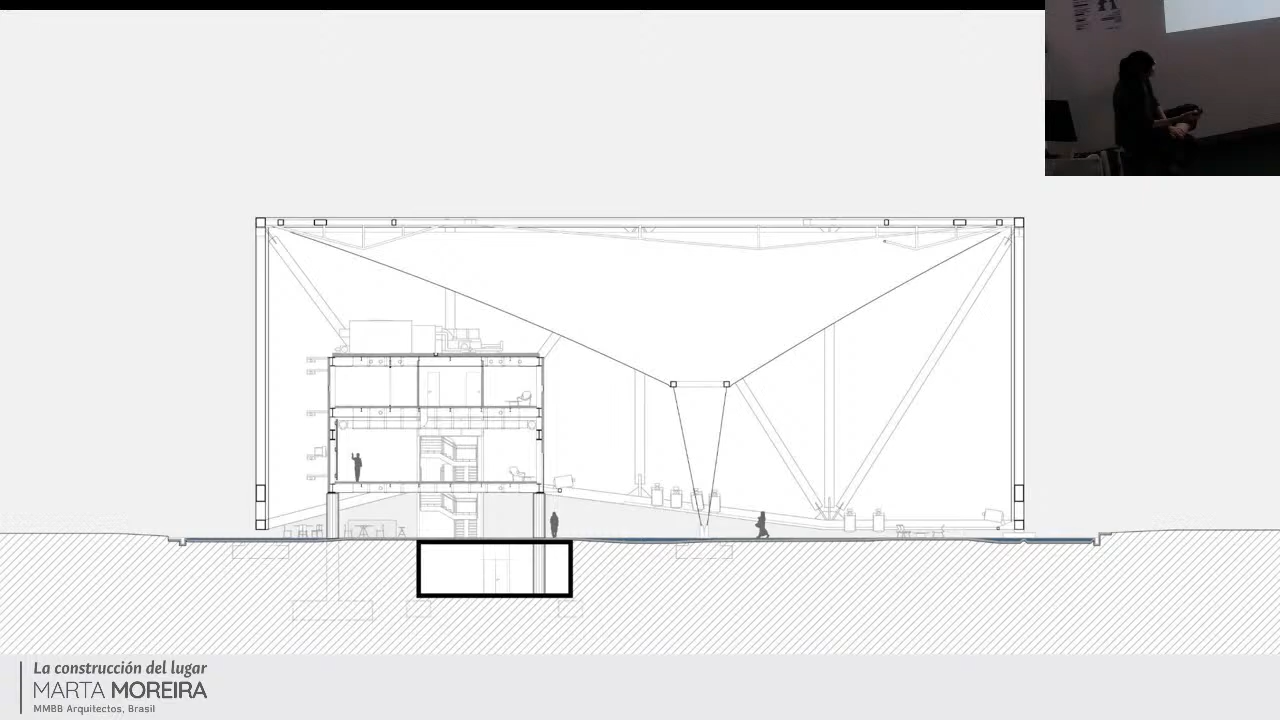 La construcción del lugar
MARTA MOREIRA
MMBB Arquitectos, Brasil